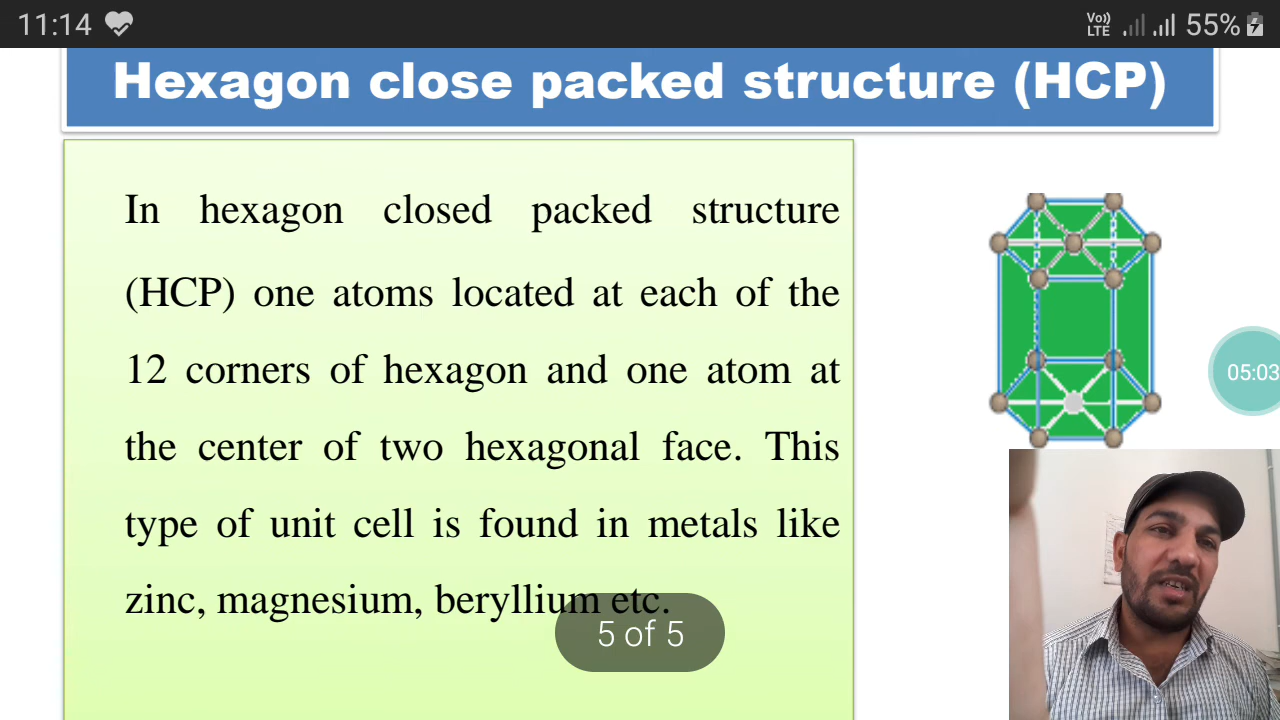 11:14
Vo))
LTE
55%
Hexagon close packed structure (HCP)
In hexagon closed packed structure
(HCP) one atoms located at each of the
12 corners of hexagon and one atom at
the center of two hexagonal face. This
type of unit cell is found in metals like
zinc, magnesium, beryllium etc.
5 of 5
05:03